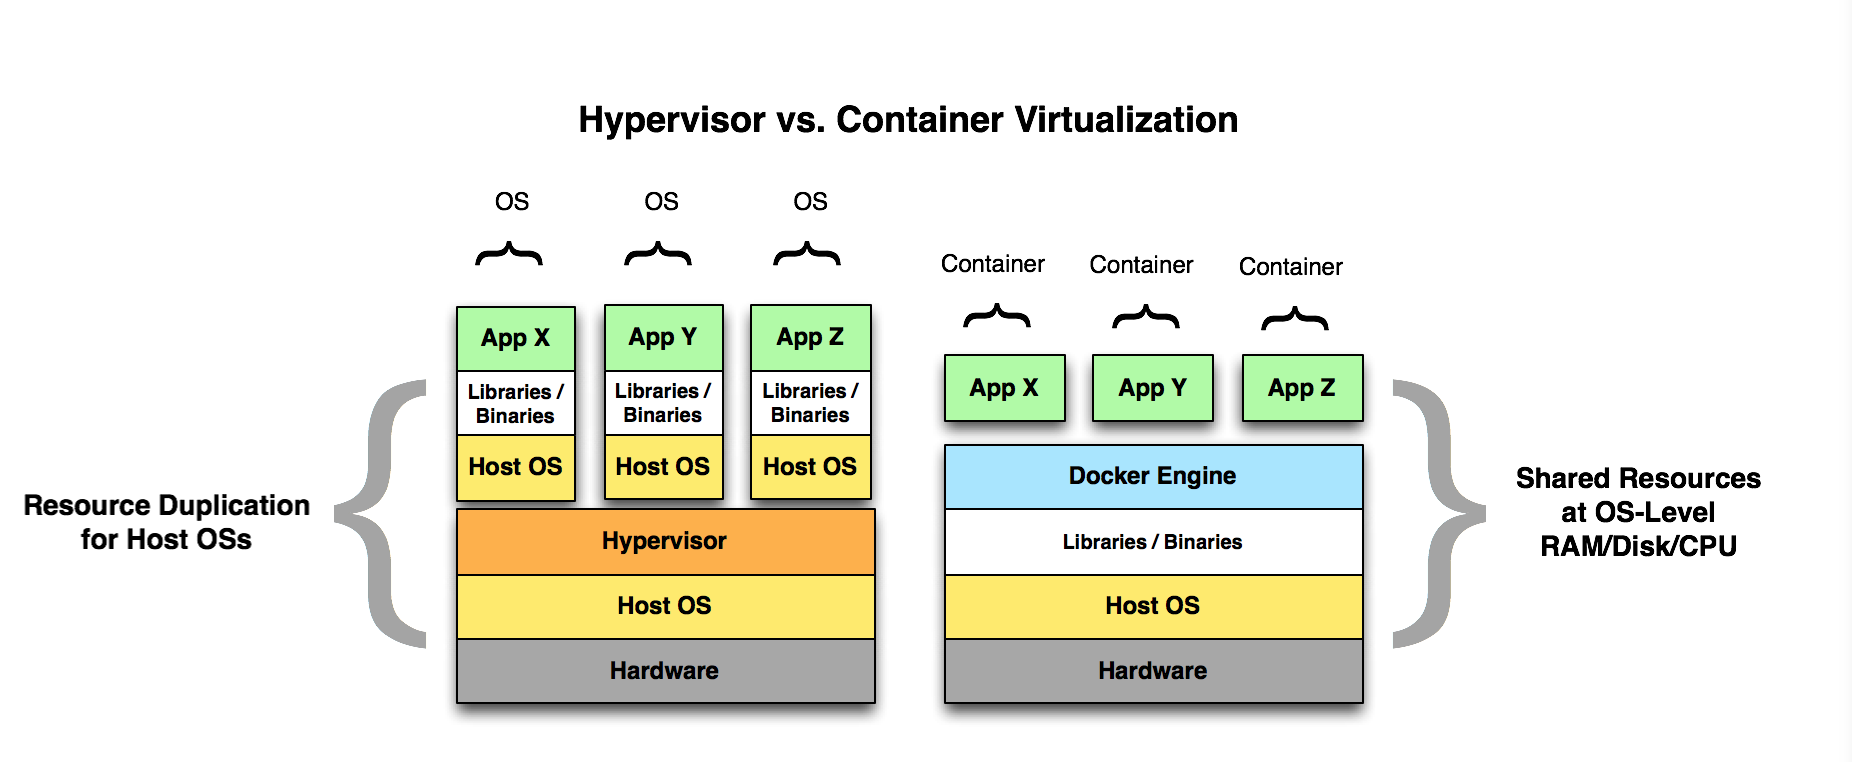 Hypervisor vs. Container Virtualization
OS
OS
OS
App X
Libraries /
Binaries
Host OS
App Y
Libraries /
Binaries
Host OS
App Z
Libraries /
Binaries
Host OS
Hypervisor
Host OS
Hardware
Resource Duplication
for Host OSs
Container
Container
Container
App X
App Y
App Z
Docker Engine
Libraries / Binaries
Host OS
Hardware
Shared Resources
at OS-Level
RAM/Disk/CPU